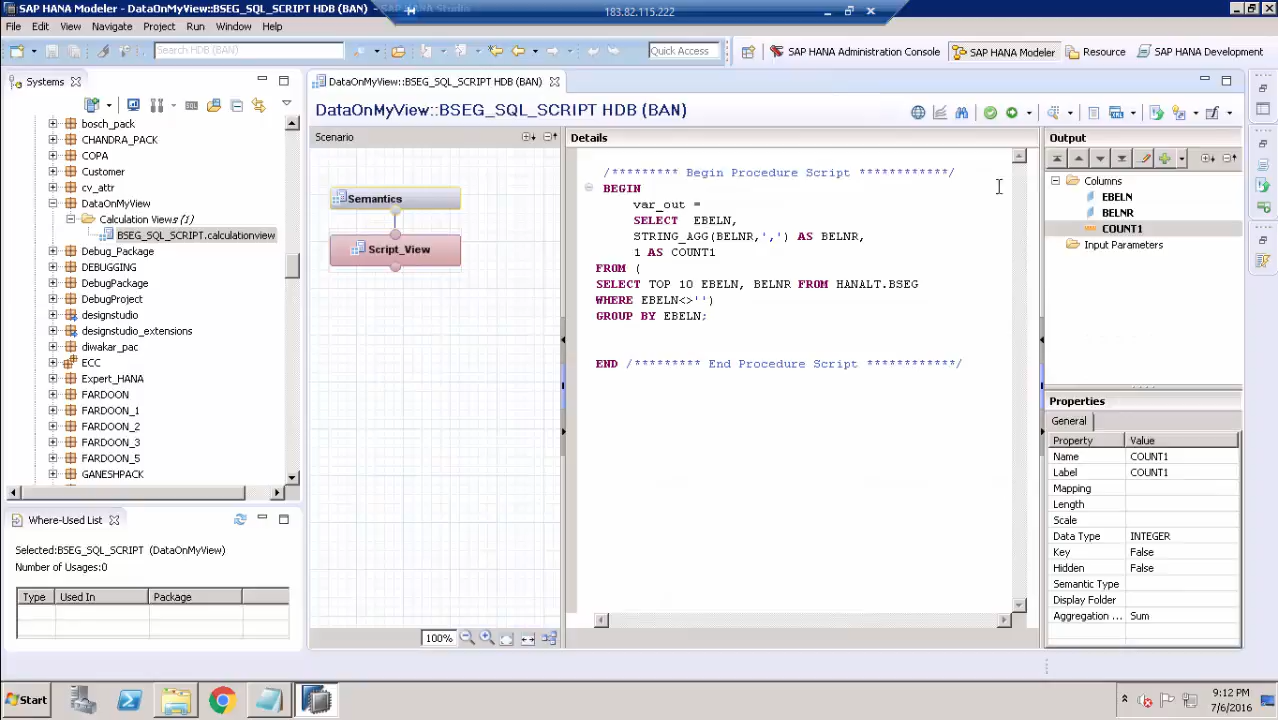 SAP HANA Modeler - DataOnMyView::BSEG_SQL_SCRIPT HDB (BAN) - SAP HANA Studio
183.82.115.222
File Edit View Navigate Project Run Window Help
Search HDB (BAN)
Quick Access
SAP HANA Administration Console
SAP HANA Modeler
Resource
SAP HANA Development
Systems
bosch_pack
CHANDRA_PACK
COPA
Customer
cv_attr
DataOnMyView
Calculation Views (1)
BSEG_SQL_SCRIPT.calculationview
Debug_Package
DEBUGGING
DebugPackage
DebugProject
designstudio
designstudio_extensions
diwakar_pac
ECC
Expert_HANA
FARDOON
FARDOON_1
FARDOON_2
FARDOON_3
FARDOON_5
GANESHPACK
Where-Used List
Selected:BSEG_SQL_SCRIPT (DataOnMyView)
Number of Usages:0
Type Used In Package
DataOnMyView::BSEG_SQL_SCRIPT HDB (BAN)
DataOnMyView::BSEG_SQL_SCRIPT HDB (BAN)
Scenario
Semantics
Script_View
100%
Details
/********* Begin Procedure Script ************/
BEGIN
var_out =
SELECT  EBELN,
STRING_AGG(BELNR,',') AS BELNR,
1 AS COUNT1
FROM (
SELECT TOP 10 EBELN, BELNR FROM HANALT.BSEG
WHERE EBELN<>'')
GROUP BY EBELN;
END /********* End Procedure Script ************/
Output
Columns
EBELN
BELNR
COUNT1
Input Parameters
Properties
General
Property Value
Name COUNT1
Label COUNT1
Mapping
Length
Scale
Data Type INTEGER
Key False
Hidden False
Semantic Type
Display Folder
Aggregation ... Sum
Start
9:12 PM
7/6/2016